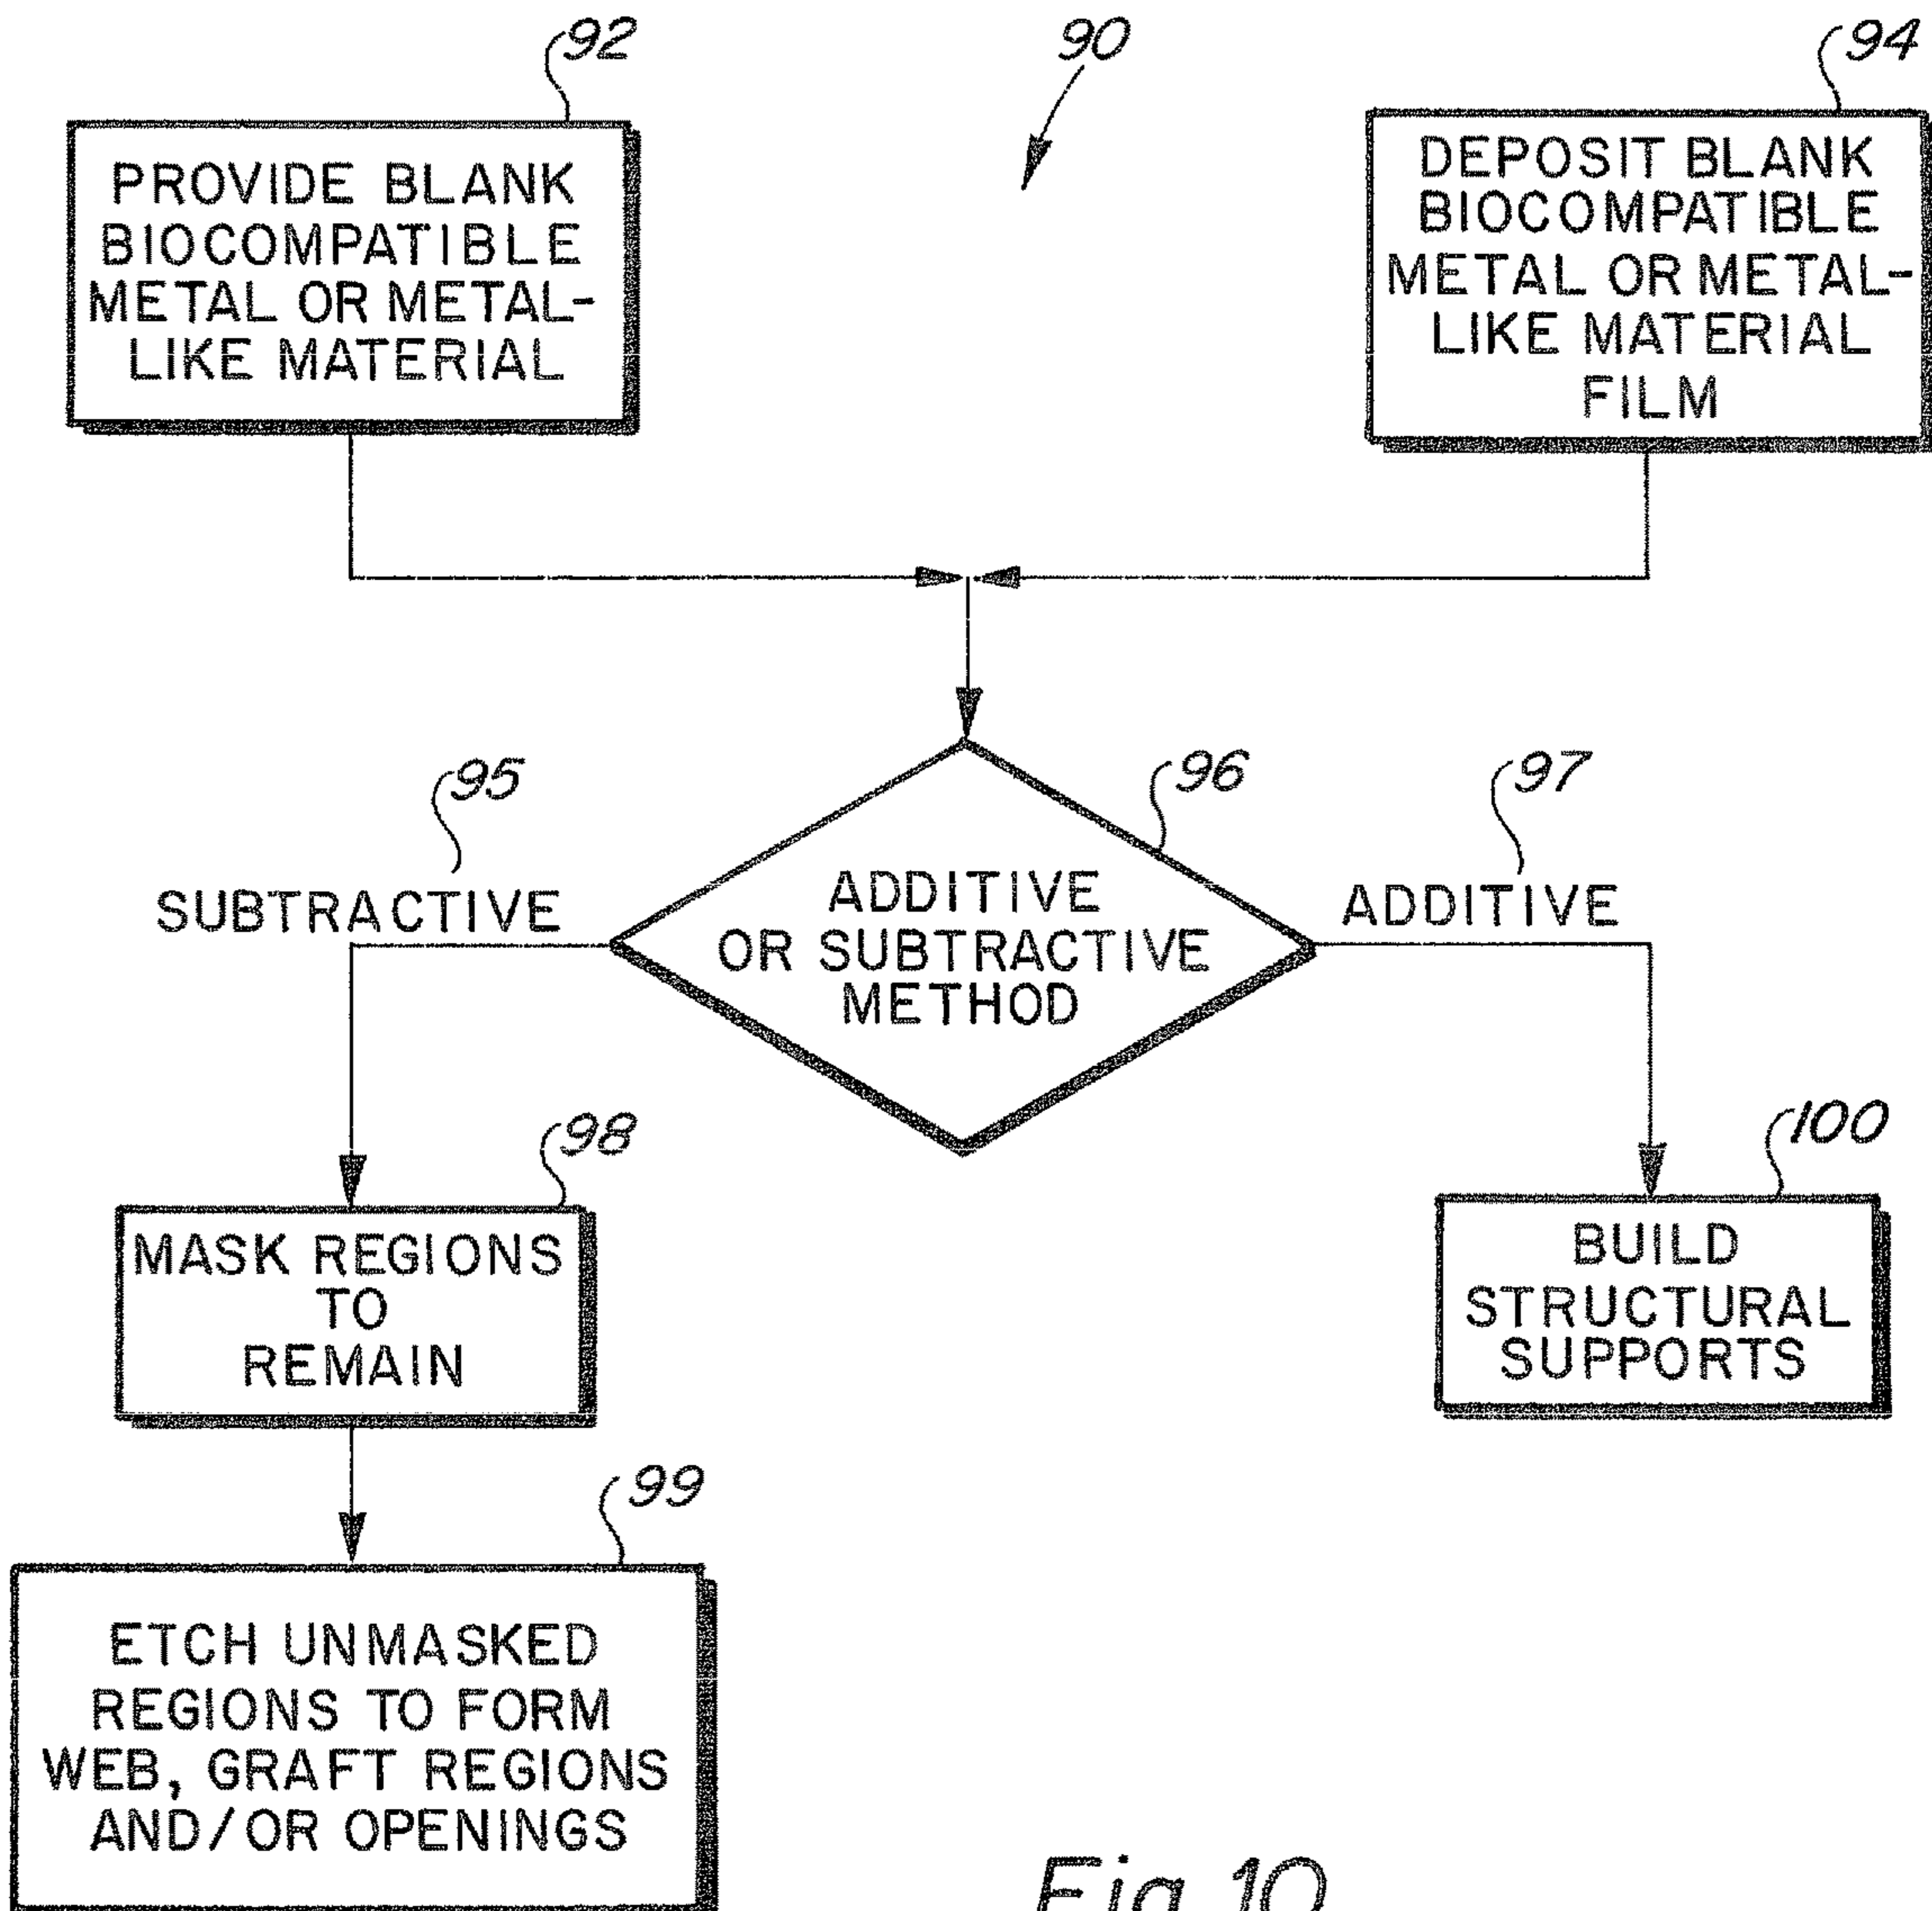 92
90
94
PROVIDE BLANK
BIOCOMPATIBLE
METAL OR METAL-
LIKE MATERIAL
DEPOSIT BLANK
BIOCOMPATIBLE
METAL OR METAL-
LIKE MATERIAL
FILM
95
96
97
SUBTRACTIVE
ADDITIVE
OR SUBTRACTIVE
METHOD
ADDITIVE
98
100
MASK REGIONS
TO
REMAIN
BUILD
STRUCTURAL
SUPPORTS
99
ETCH UNMASKED
REGIONS TO FORM
WEB, GRAFT REGIONS
AND/OR OPENINGS
Fig. 10